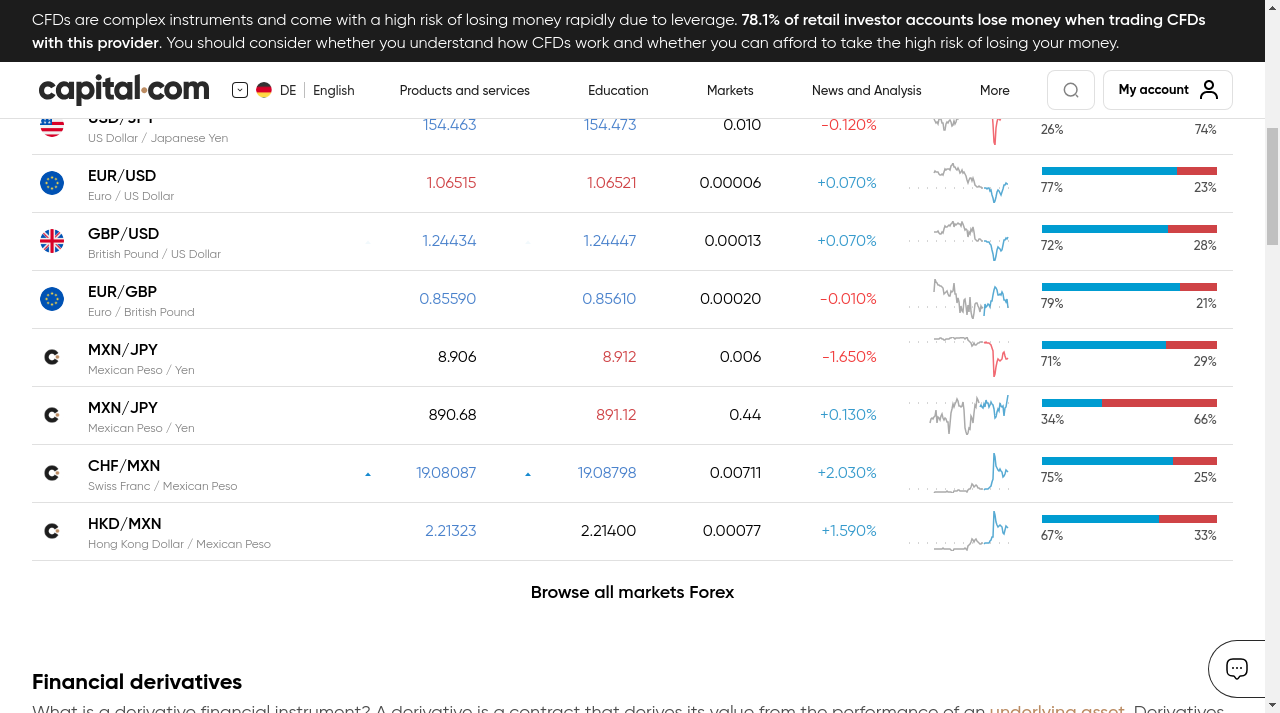 CFDs are complex instruments and come with a high risk of losing money rapidly due to leverage. 78.1% of retail investor accounts lose money when trading CFDs
with this provider. You should consider whether you understand how CFDs work and whether you can afford to take the high risk of losing your money.
capital.com DE English Products and services Education Markets News and Analysis More My account
USD/JPY 154.463 154.473 0.010 -0.120% 26% 74%
US Dollar / Japanese Yen
EUR/USD 1.06515 1.06521 0.00006 +0.070% 77% 23%
Euro / US Dollar
GBP/USD 1.24434 1.24447 0.00013 +0.070% 72% 28%
British Pound / US Dollar
EUR/GBP 0.85590 0.85610 0.00020 -0.010% 79% 21%
Euro / British Pound
MXN/JPY 8.906 8.912 0.006 -1.650% 71% 29%
Mexican Peso / Yen
MXN/JPY 890.68 891.12 0.44 +0.130% 34% 66%
Mexican Peso / Yen
CHF/MXN 19.08087 19.08798 0.00711 +2.030% 75% 25%
Swiss Franc / Mexican Peso
HKD/MXN 2.21323 2.21400 0.00077 +1.590% 67% 33%
Hong Kong Dollar / Mexican Peso
Browse all markets Forex
Financial derivatives
What is a derivative financial instrument? A derivative is a contract that derives its value from the performance of an underlying asset. Derivatives